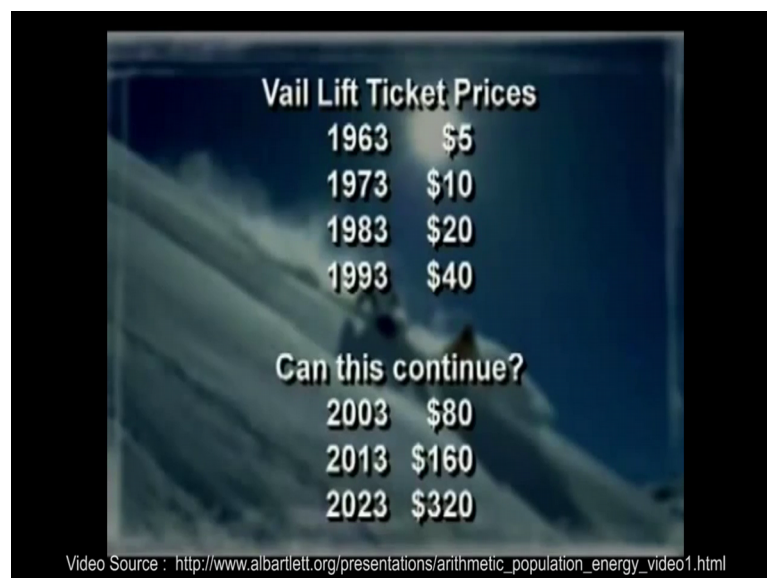 Vail Lift Ticket Prices
1963 $5
1973 $10
1983 $20
1993 $40
Can this continue?
2003 $80
2013 $160
2023 $320
Video Source : http://www.albartlett.org/presentations/arithmetic_population_energy_video1.html